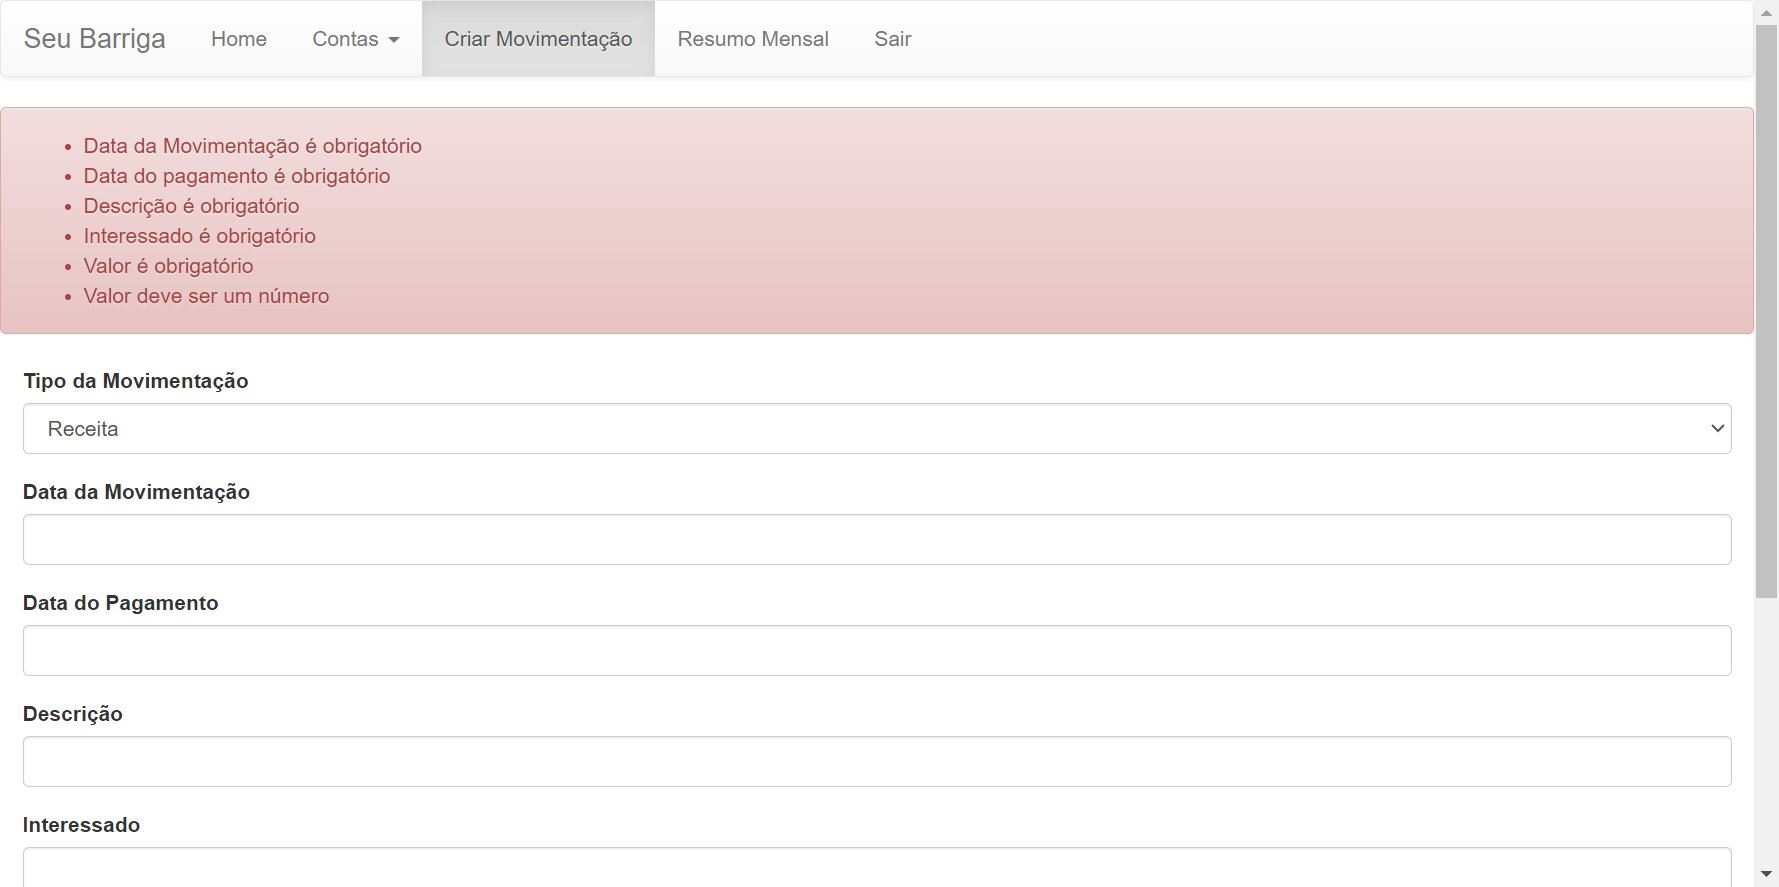 Seu Barriga Home Contas Criar Movimentação Resumo Mensal Sair
Data da Movimentação é obrigatório
Data do pagamento é obrigatório
Descrição é obrigatório
Interessado é obrigatório
Valor é obrigatório
Valor deve ser um número
Tipo da Movimentação
Receita
Data da Movimentação
Data do Pagamento
Descrição
Interessado